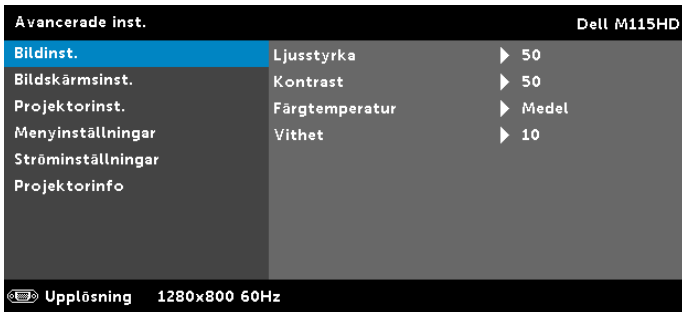 Avancerade inst. Dell M115HD
Bildinst. Ljusstyrka 50
Bildskärmsinst. Kontrast 50
Projektorinst. Färgtemperatur Medel
Menyinställningar Vithet 10
Ströminställningar
Projektorinfo
Upplösning 1280x800 60Hz